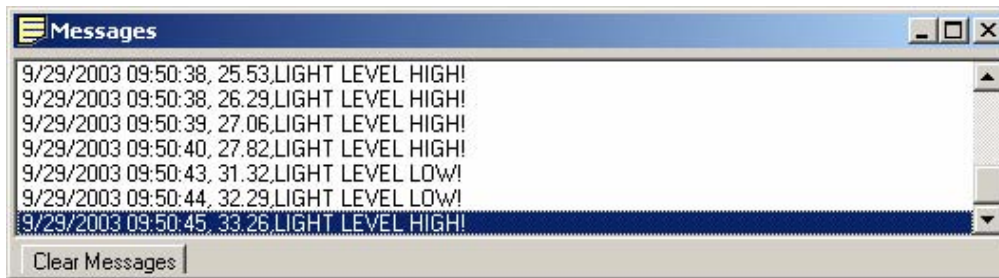 Messages
9/29/2003 09:50:38, 25.53,LIGHT LEVEL HIGH!
9/29/2003 09:50:38, 26.29,LIGHT LEVEL HIGH!
9/29/2003 09:50:39, 27.06,LIGHT LEVEL HIGH!
9/29/2003 09:50:40, 27.82,LIGHT LEVEL HIGH!
9/29/2003 09:50:43, 31.32,LIGHT LEVEL LOW!
9/29/2003 09:50:44, 32.29,LIGHT LEVEL LOW!
9/29/2003 09:50:45, 33.26,LIGHT LEVEL HIGH!
Clear Messages